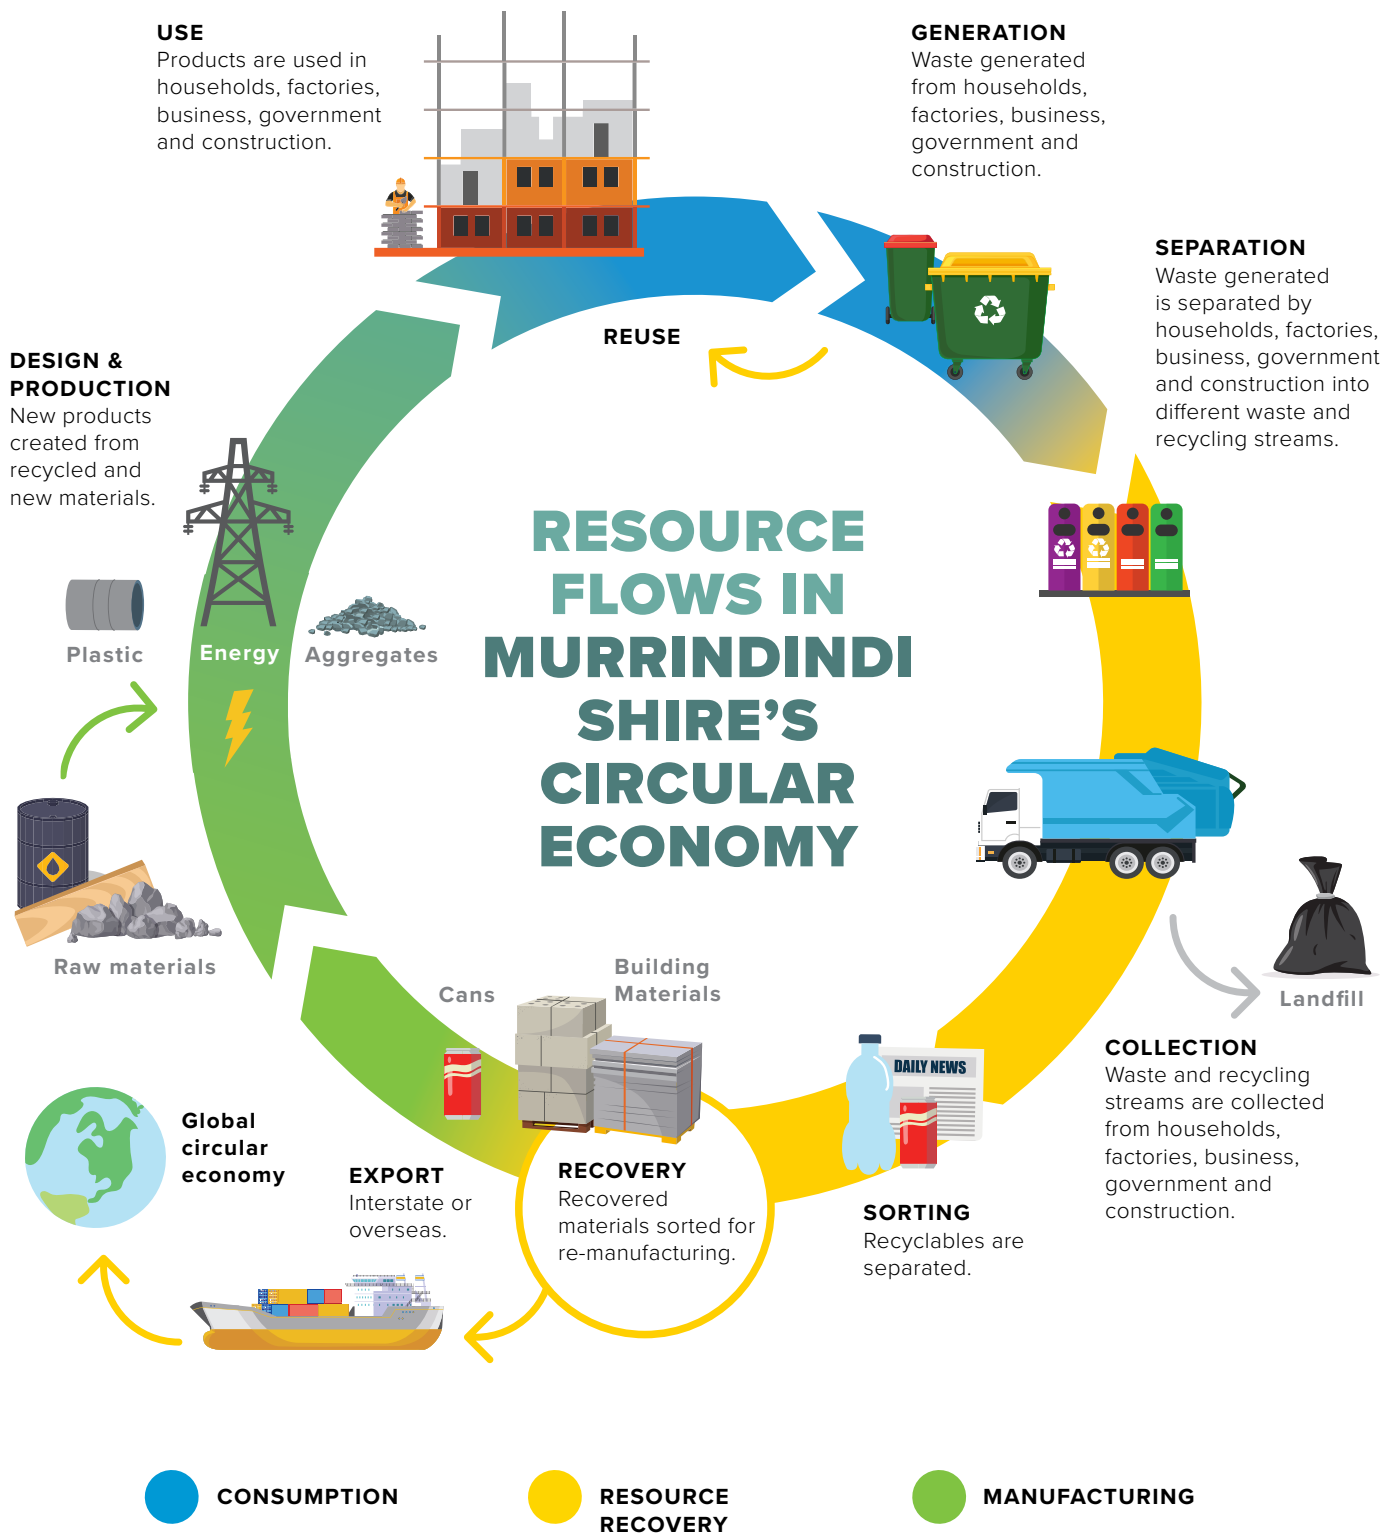 USE
Products are used in
households, factories,
business, government
and construction.
GENERATION
Waste generated
from households,
factories, business,
government and
construction.
SEPARATION
Waste generated
is separated by
households, factories,
business, government
and construction into
different waste and
recycling streams.
REUSE
DESIGN &
PRODUCTION
New products
created from
recycled and
new materials.
Plastic
Energy
Aggregates
RESOURCE
FLOWS IN
MURRINDINDI
SHIRE’S
CIRCULAR
ECONOMY
Raw materials
Landfill
Cans
Building
Materials
DAILY NEWS
COLLECTION
Waste and recycling
streams are collected
from households,
factories, business,
government and
construction.
Global
circular
economy
EXPORT
Interstate or
overseas.
RECOVERY
Recovered
materials sorted for
re-manufacturing.
SORTING
Recyclables are
separated.
CONSUMPTION
RESOURCE
RECOVERY
MANUFACTURING